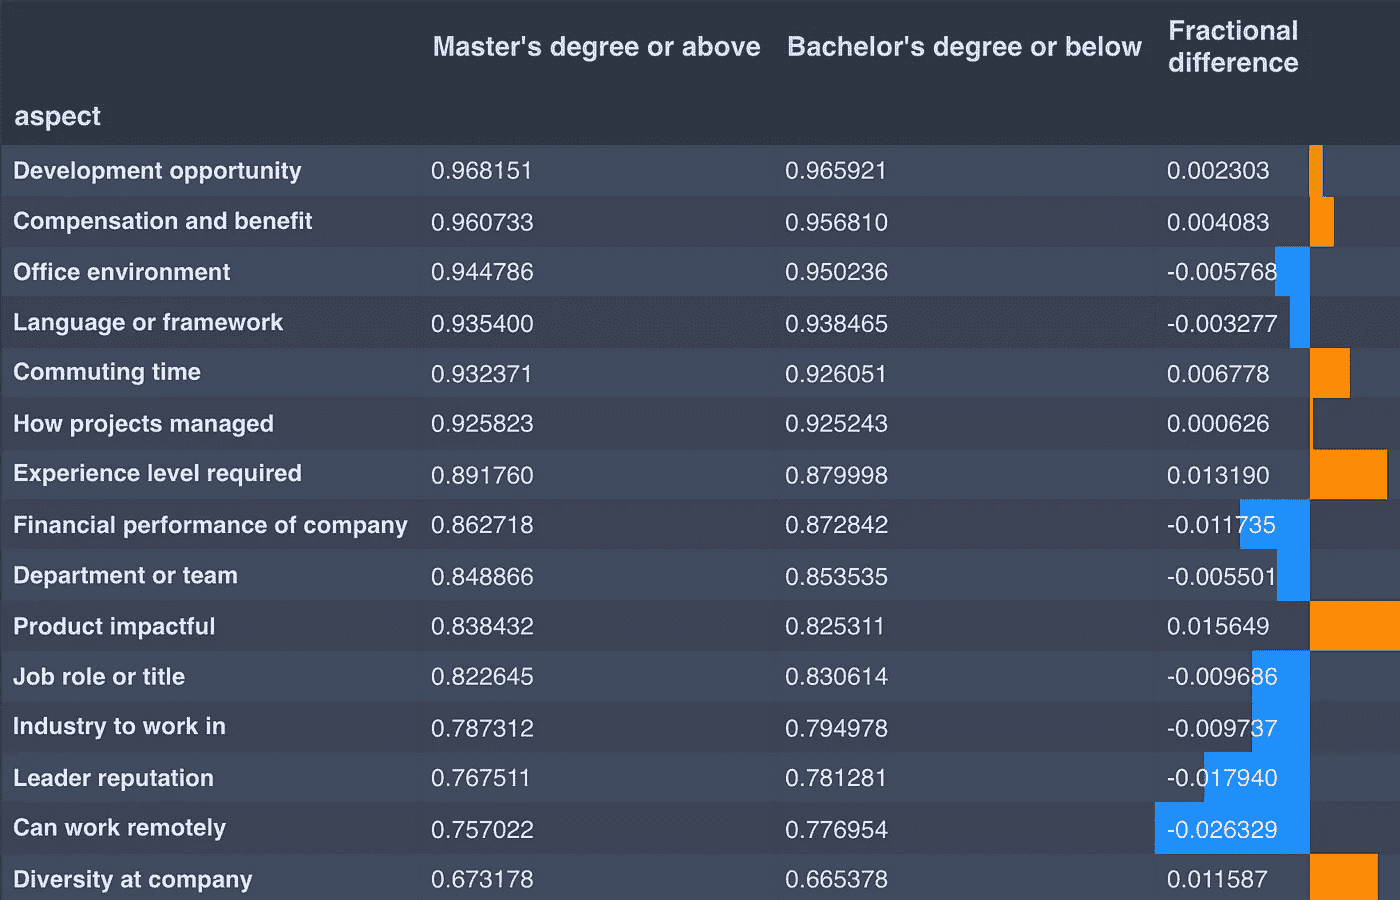 Master's degree or above Bachelor's degree or below Fractional difference
aspect
Development opportunity 0.968151 0.965921 0.002303
Compensation and benefit 0.960733 0.956810 0.004083
Office environment 0.944786 0.950236 -0.005768
Language or framework 0.935400 0.938465 -0.003277
Commuting time 0.932371 0.926051 0.006778
How projects managed 0.925823 0.925243 0.000626
Experience level required 0.891760 0.879998 0.013190
Financial performance of company 0.862718 0.872842 -0.011735
Department or team 0.848866 0.853535 -0.005501
Product impactful 0.838432 0.825311 0.015649
Job role or title 0.822645 0.830614 -0.009686
Industry to work in 0.787312 0.794978 -0.009737
Leader reputation 0.767511 0.781281 -0.017940
Can work remotely 0.757022 0.776954 -0.026329
Diversity at company 0.673178 0.665378 0.011587